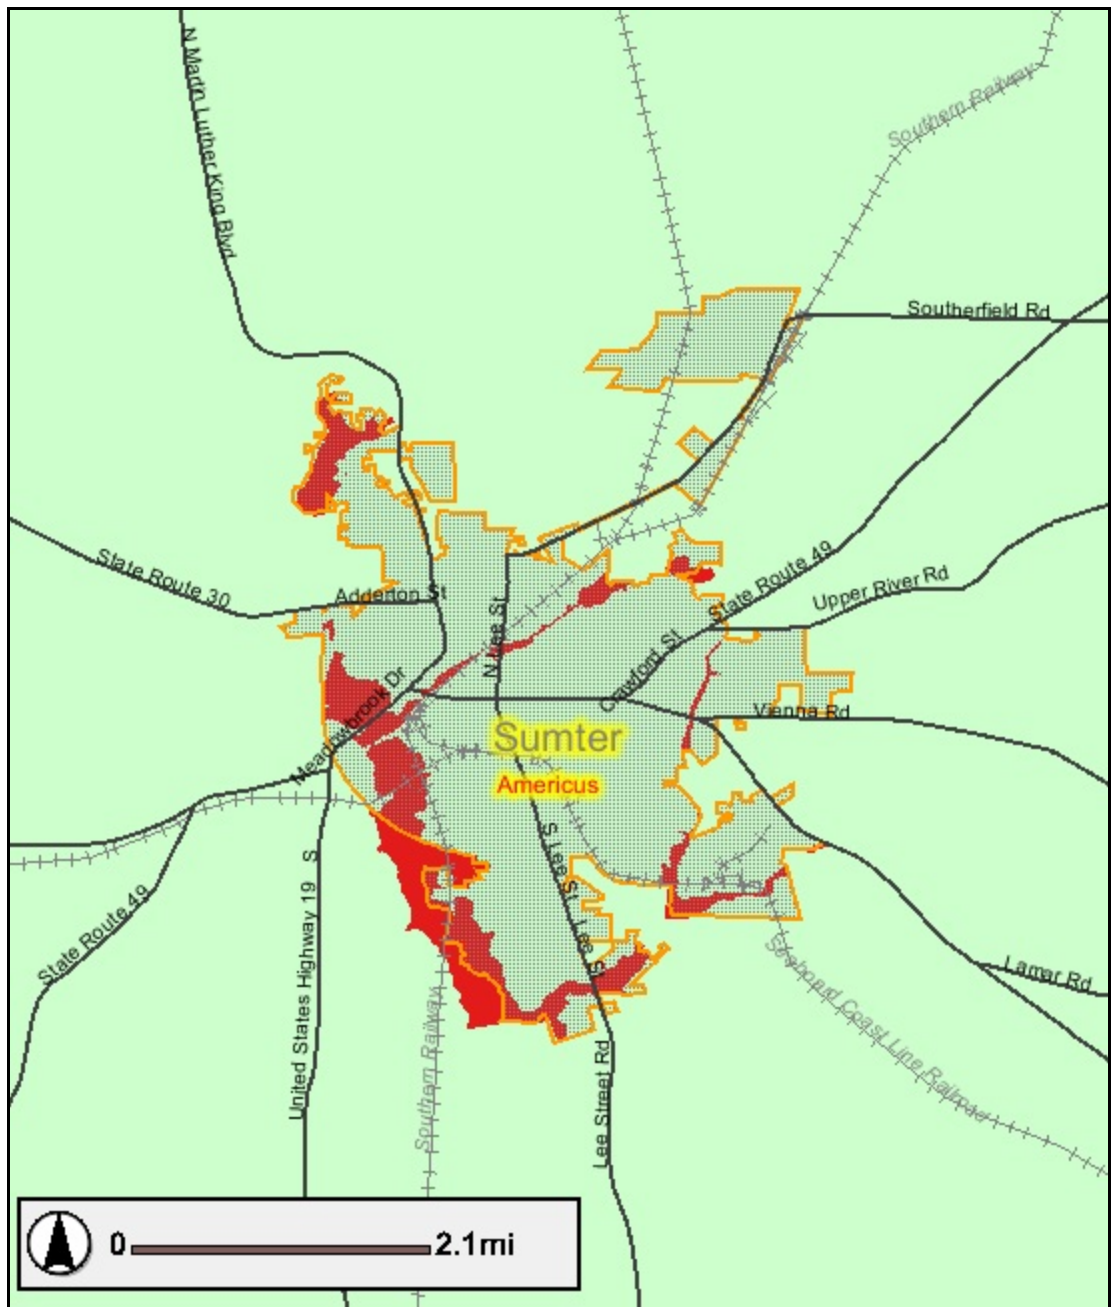 N Martin Luther King Blvd
Southern Railway
Southerfield Rd
State Route 30
Adderton St
State Route 49
Upper River Rd
N Lee St
Crawford St
Meadowbrook Dr
Vienna Rd
Sumter
Americus
S Lee St
Lee St
State Route 49
United States Highway 19 S
Southern Railway
Seaboard Coast Line Railroad
Lamar Rd
Lee Street Rd
0 2.1mi